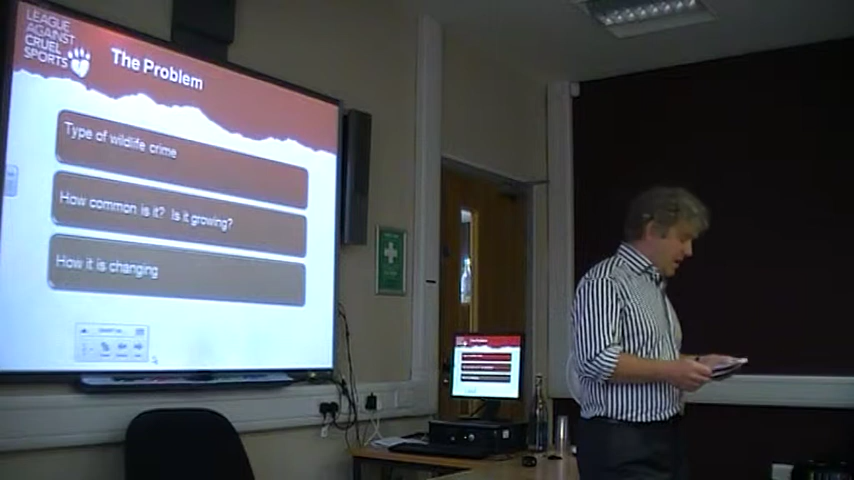 LEAGUE
AGAINST
CRUEL
SPORTS
The Problem
Type of wildlife crime
How common is it? Is it growing?
How it is changing